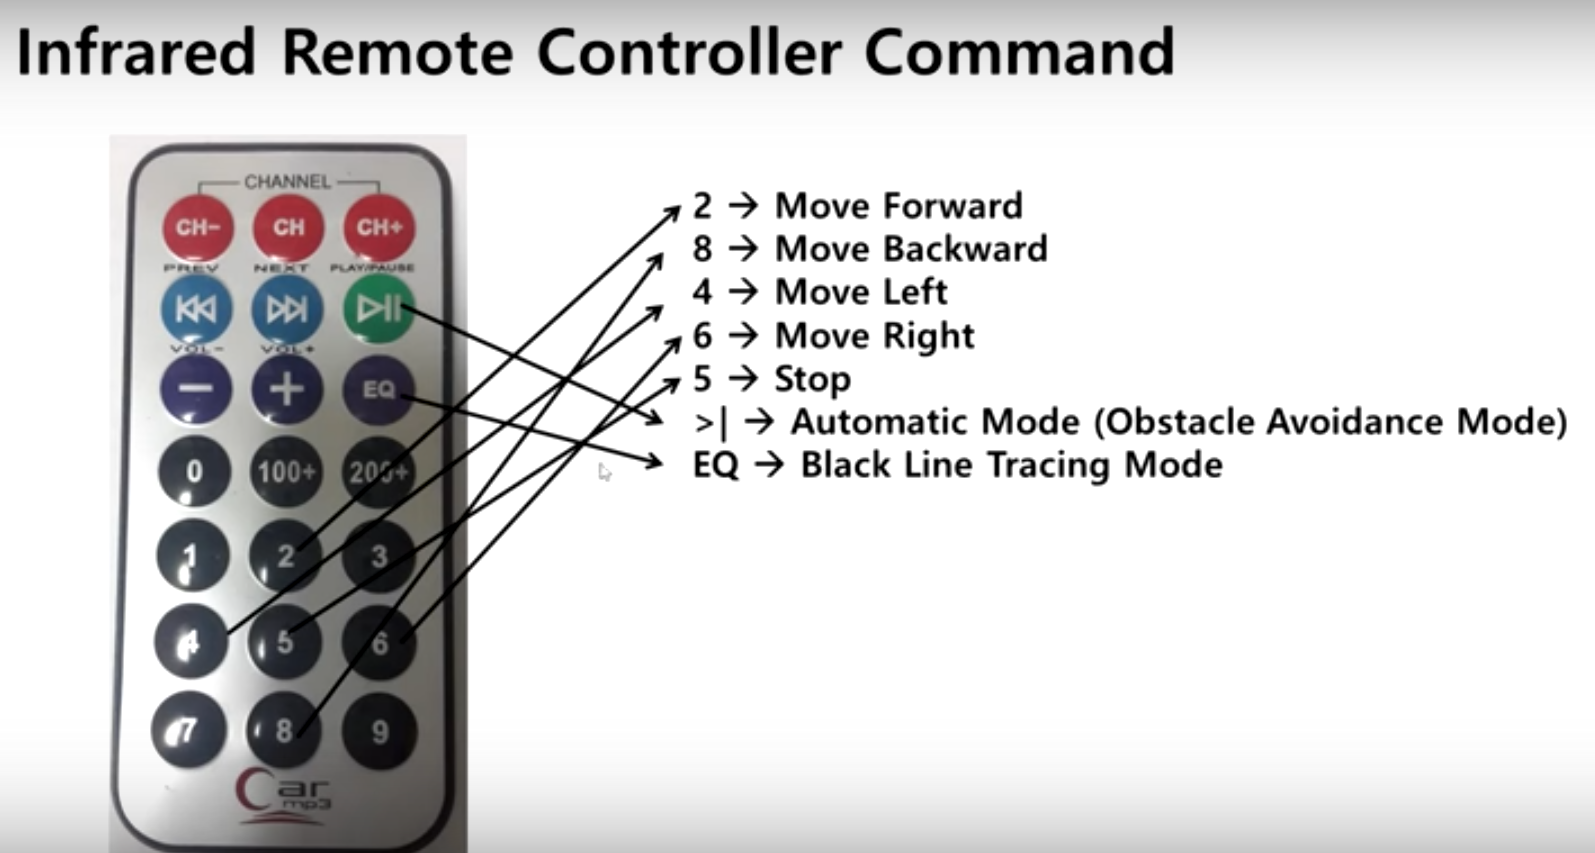 Infrared Remote Controller Command
CHANNEL
CH- CH CH+
PREV NEXT PLAY/PAUSE
VOL- VOL+
EQ
0 100+ 200+
1 2 3
4 5 6
7 8 9
Car
mp3
2 → Move Forward
8 → Move Backward
4 → Move Left
6 → Move Right
5 → Stop
>| → Automatic Mode (Obstacle Avoidance Mode)
EQ → Black Line Tracing Mode